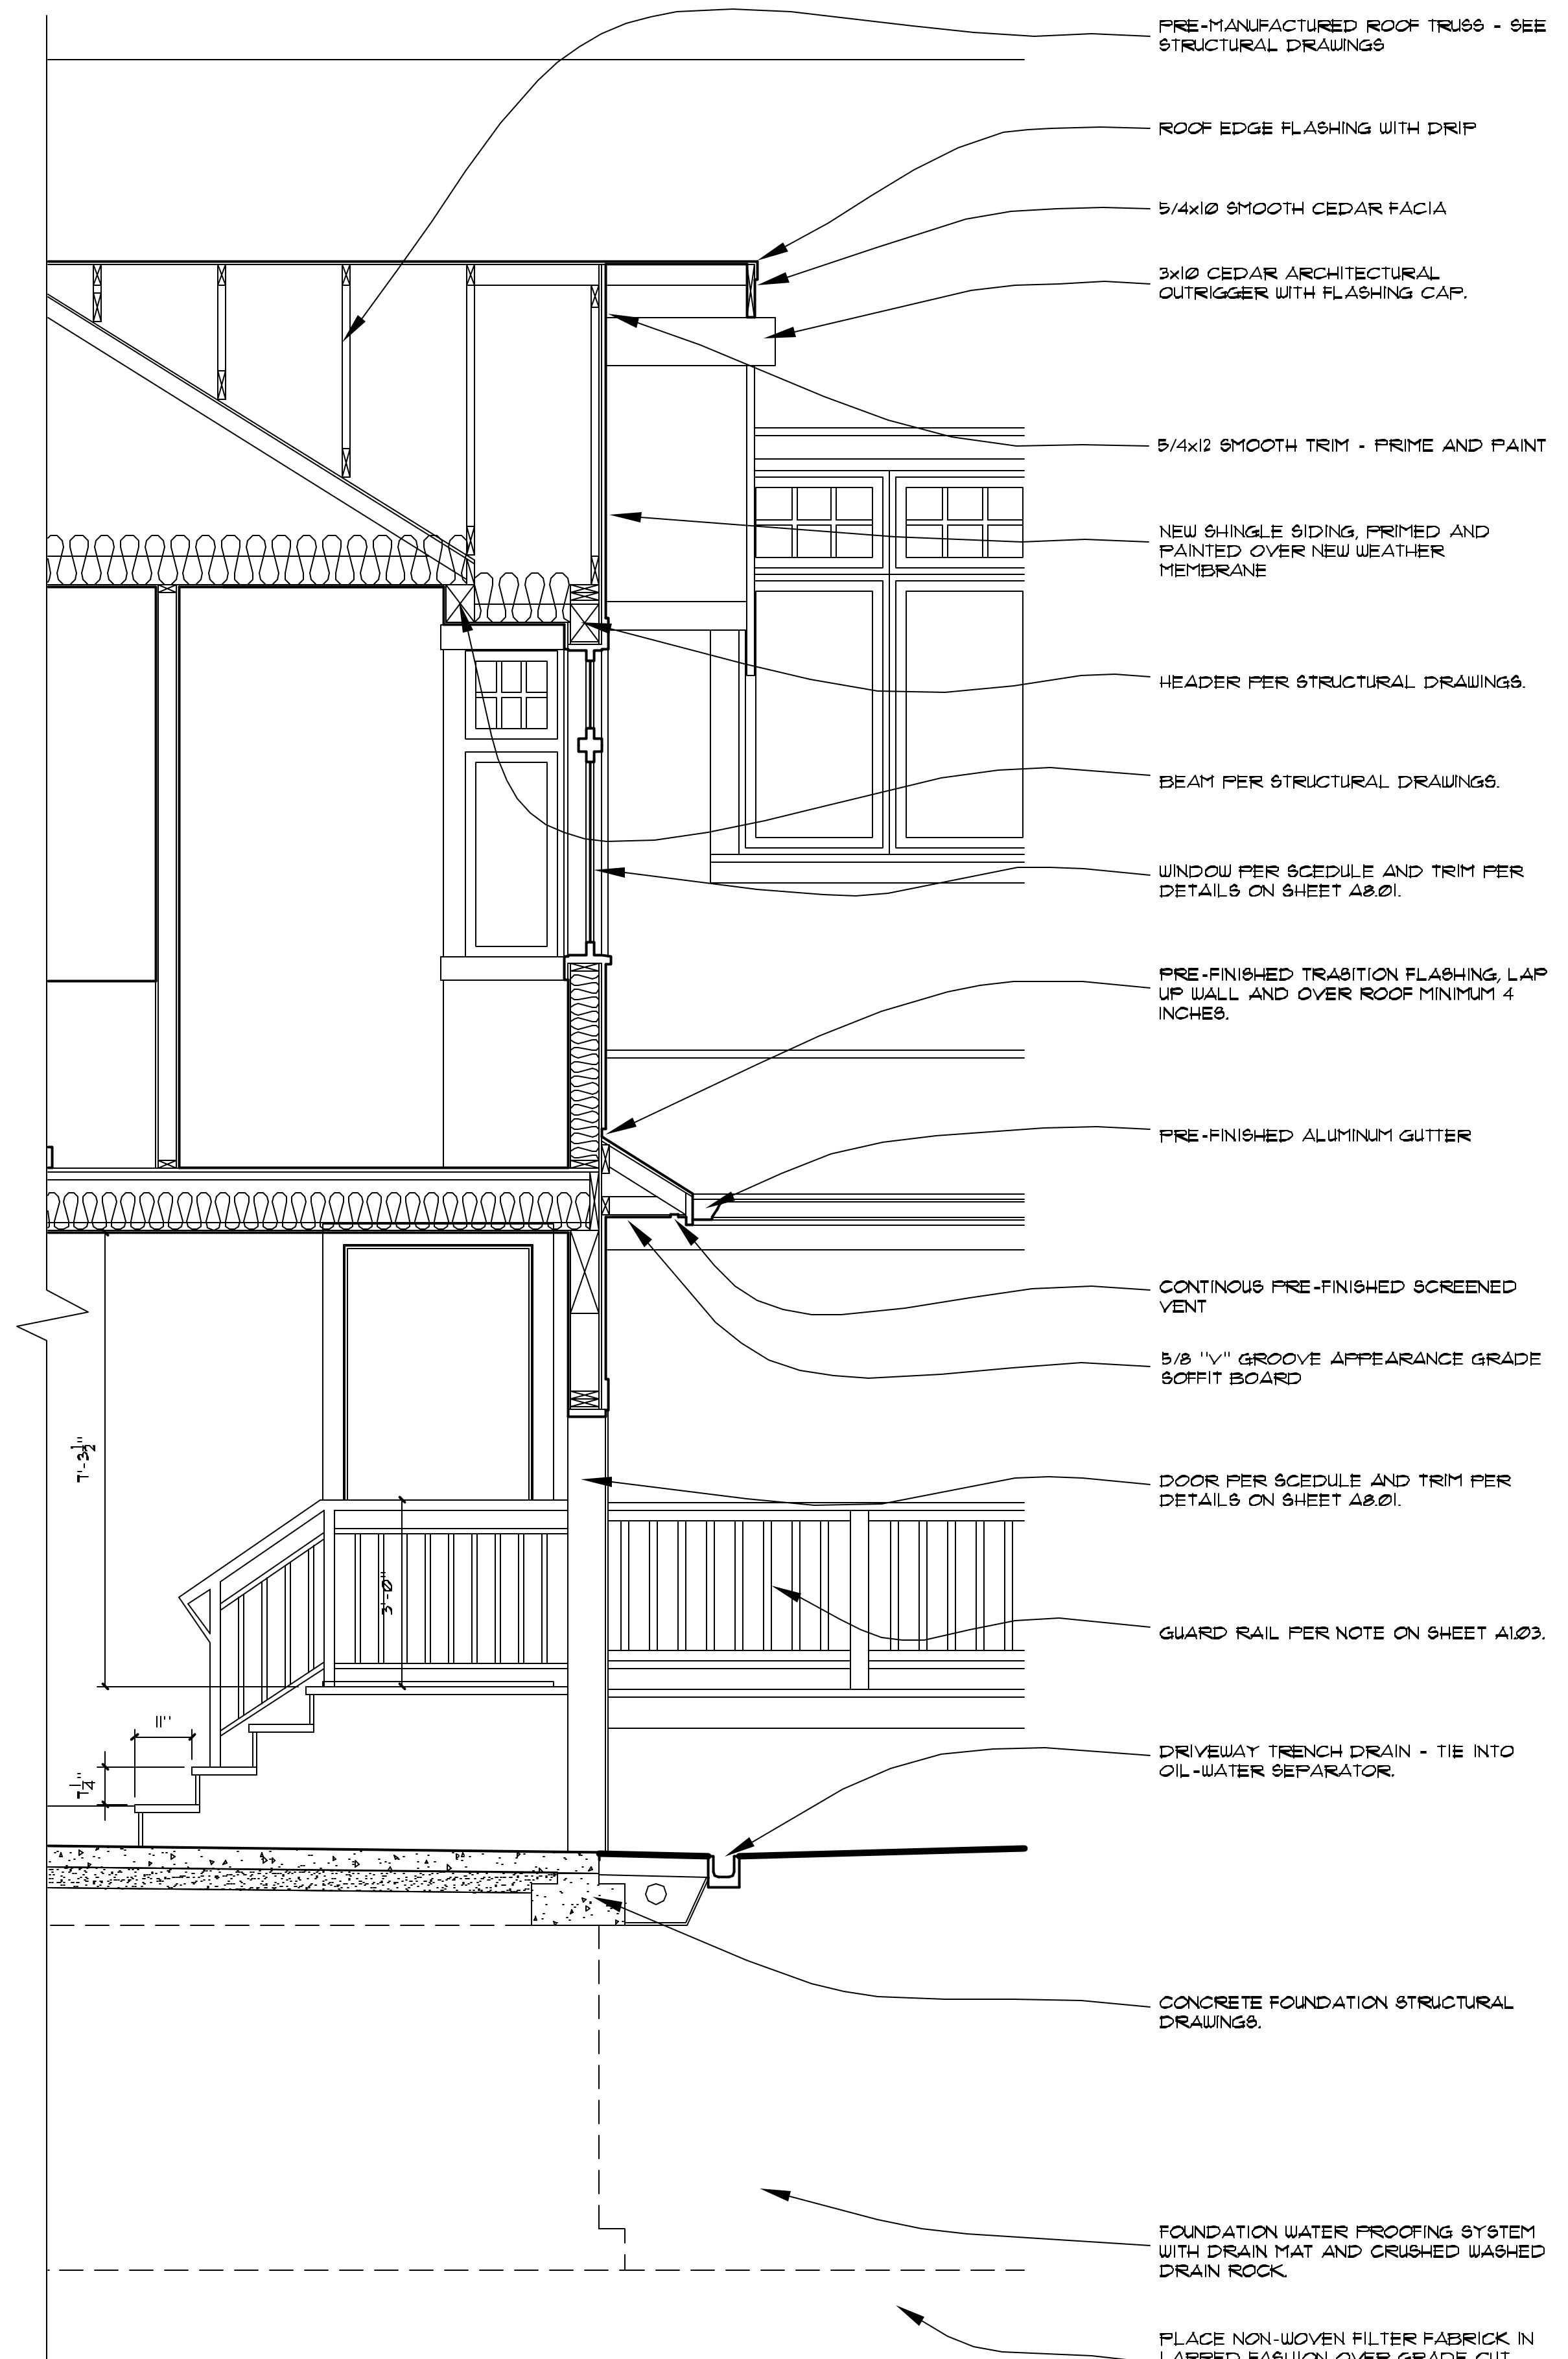 PRE-MANUFACTURED ROOF TRUSS - SEE
STRUCTURAL DRAWINGS
ROOF EDGE FLASHING WITH DRIP
5/4x10 SMOOTH CEDAR FACIA
3x10 CEDAR ARCHITECTURAL
OUTRIGGER WITH FLASHING CAP.
5/4x12 SMOOTH TRIM - PRIME AND PAINT
NEW SHINGLE SIDING, PRIMED AND
PAINTED OVER NEW WEATHER
MEMBRANE
HEADER PER STRUCTURAL DRAWINGS.
BEAM PER STRUCTURAL DRAWINGS.
WINDOW PER SCEDULE AND TRIM PER
DETAILS ON SHEET A8.01.
PRE-FINISHED TRASITION FLASHING, LAP
UP WALL AND OVER ROOF MINIMUM 4
INCHES.
PRE-FINISHED ALUMINUM GUTTER
CONTINOUS PRE-FINISHED SCREENED
VENT
5/8 "V" GROOVE APPEARANCE GRADE
SOFFIT BOARD
7'-3 1/2"
DOOR PER SCEDULE AND TRIM PER
DETAILS ON SHEET A8.01.
3'-0"
GUARD RAIL PER NOTE ON SHEET A1.03.
11"
7 1/4"
DRIVEWAY TRENCH DRAIN - TIE INTO
OIL-WATER SEPARATOR.
CONCRETE FOUNDATION STRUCTURAL
DRAWINGS.
FOUNDATION WATER PROOFING SYSTEM
WITH DRAIN MAT AND CRUSHED WASHED
DRAIN ROCK.
PLACE NON-WOVEN FILTER FABRICK IN